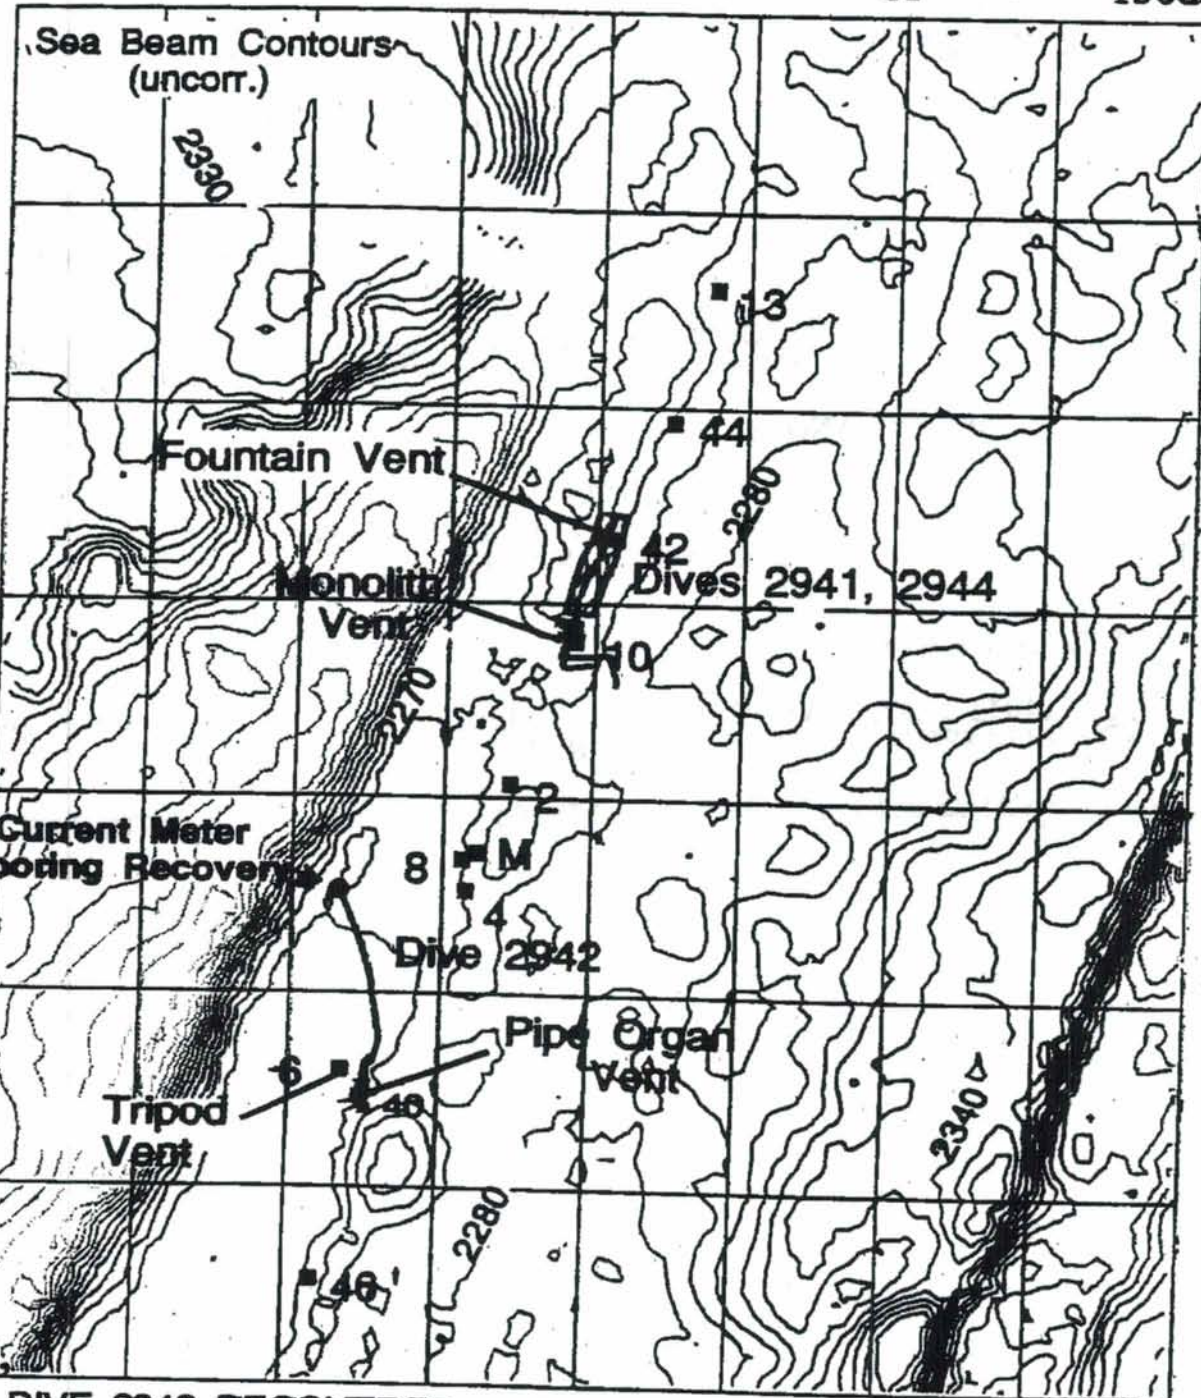 Sea Beam Contours
(uncorr.)
2330
13
44
Fountain Vent
2280
42
Monolith
Vent
Dives 2941, 2944
10
2270
2
Current Meter
ooring Recovery
8
M
4
Dive 2942
Pipe Organ
Vent
6
Tripod
Vent
2340
2280
46'